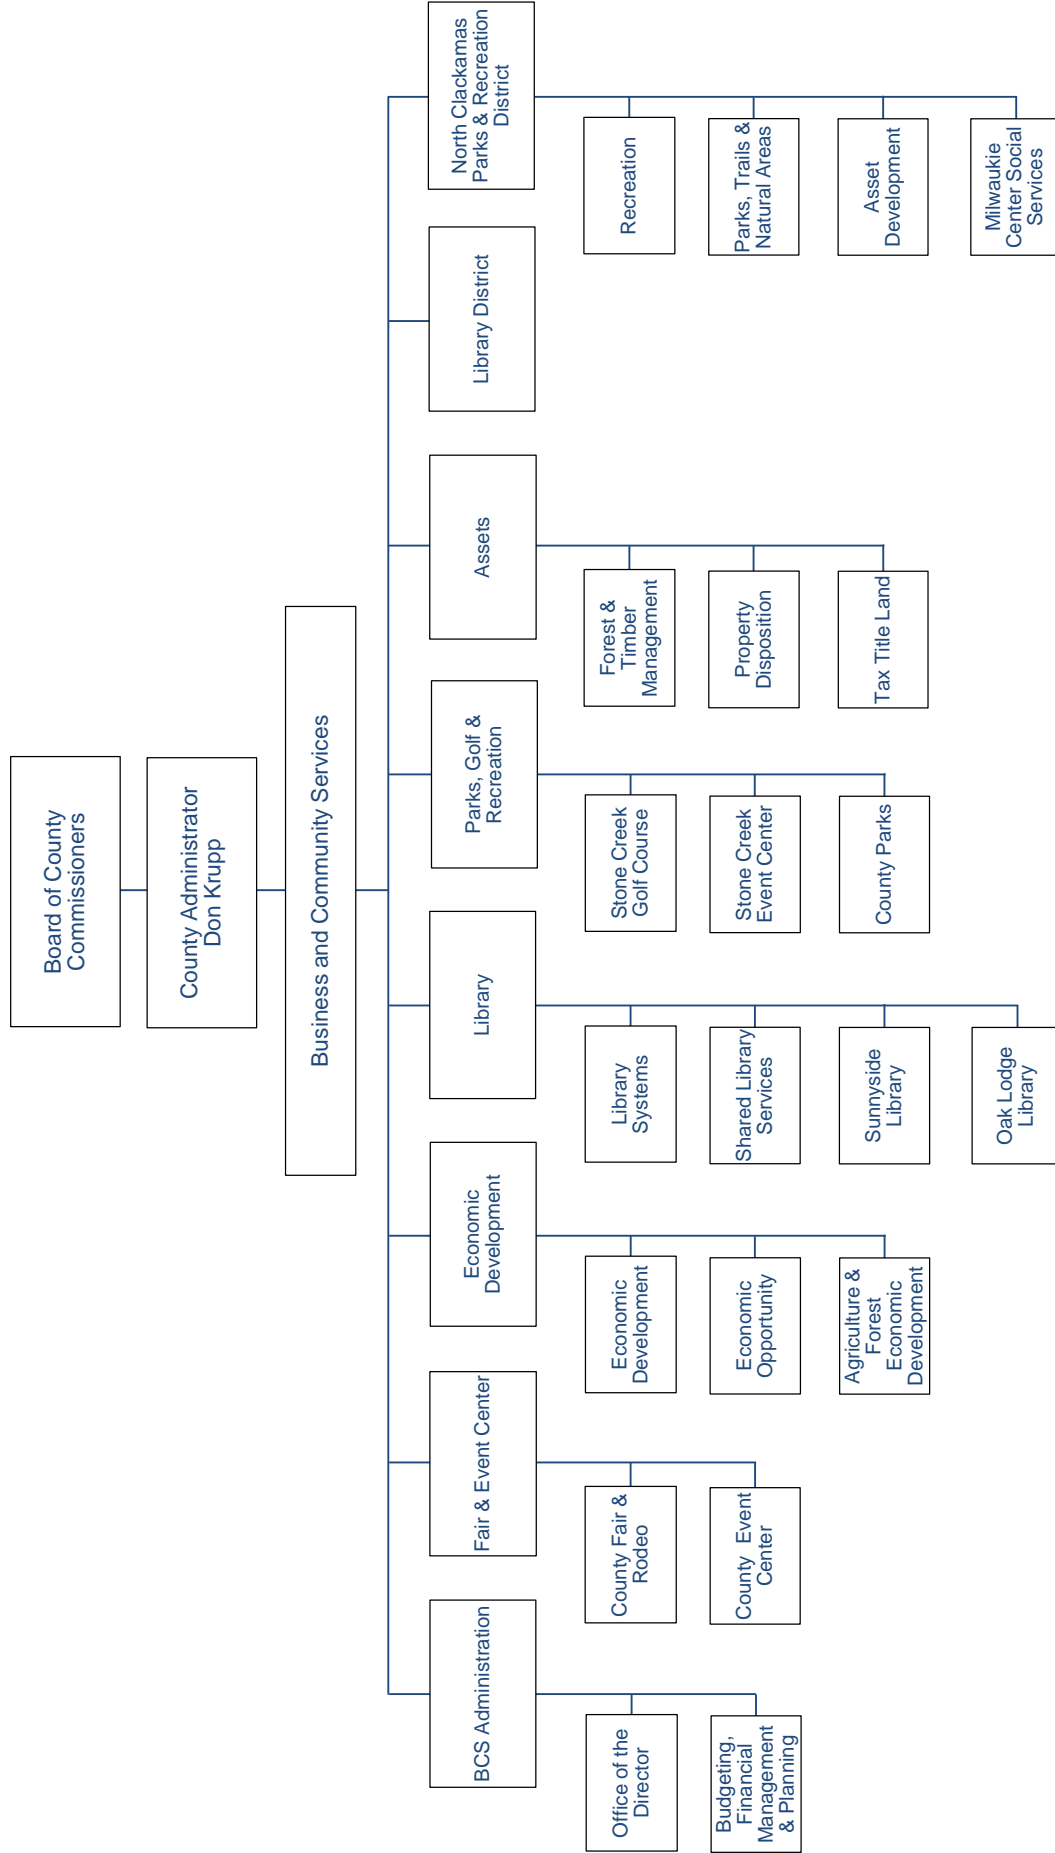 Board of County
Commissioners
County Administrator
Don Krupp
Business and Community Services
BCS Administration
Office of the
Director
Budgeting,
Financial
Management
& Planning
Fair & Event Center
County Fair &
Rodeo
County Event
Center
Economic
Development
Economic
Development
Economic
Opportunity
Agriculture &
Forest
Economic
Development
Library
Library
Systems
Shared Library
Services
Sunnyside
Library
Oak Lodge
Library
Parks, Golf &
Recreation
Stone Creek
Golf Course
Stone Creek
Event Center
County Parks
Assets
Forest &
Timber
Management
Property
Disposition
Tax Title Land
Library District
North Clackamas
Parks & Recreation
District
Recreation
Parks, Trails &
Natural Areas
Asset
Development
Milwaukie
Center Social
Services